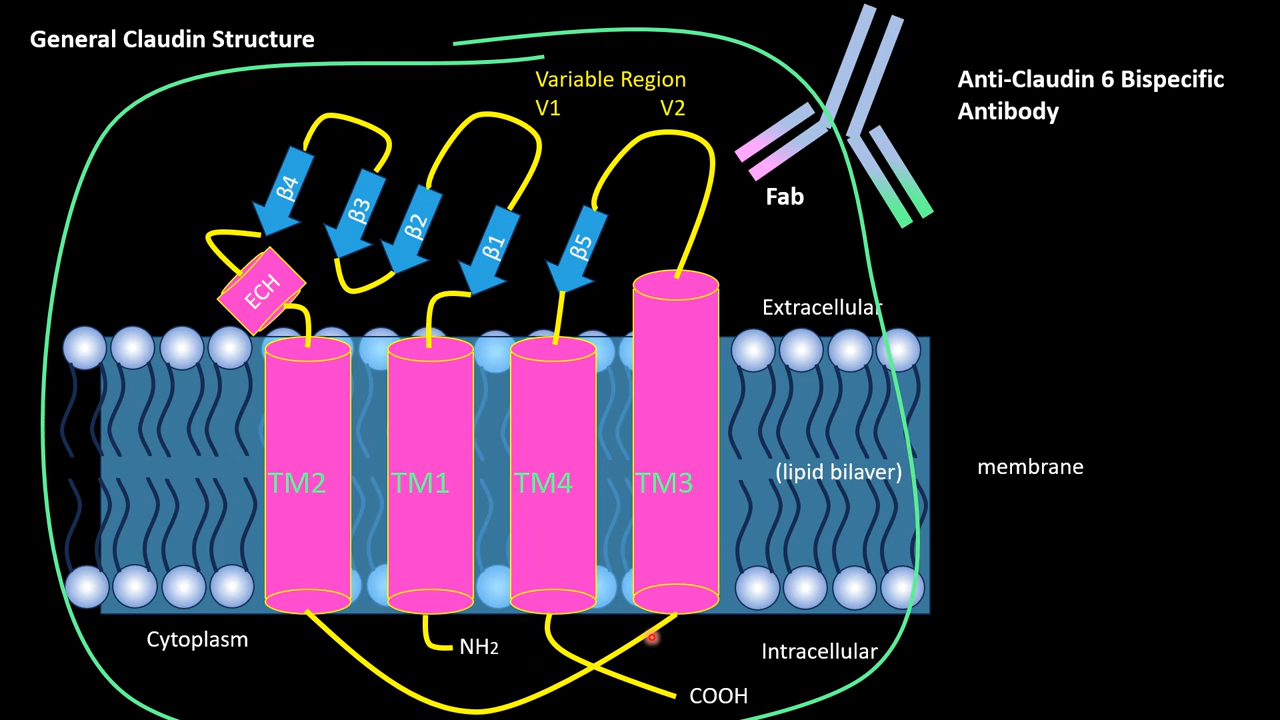 General Claudin Structure
Variable Region
V1 V2
Anti-Claudin 6 Bispecific
Antibody
Fab
β4
β3
β2
β1
β5
ECH
Extracellular
TM2
TM1
TM4
TM3
(lipid bilaver)
membrane
Cytoplasm
NH2
Intracellular
COOH